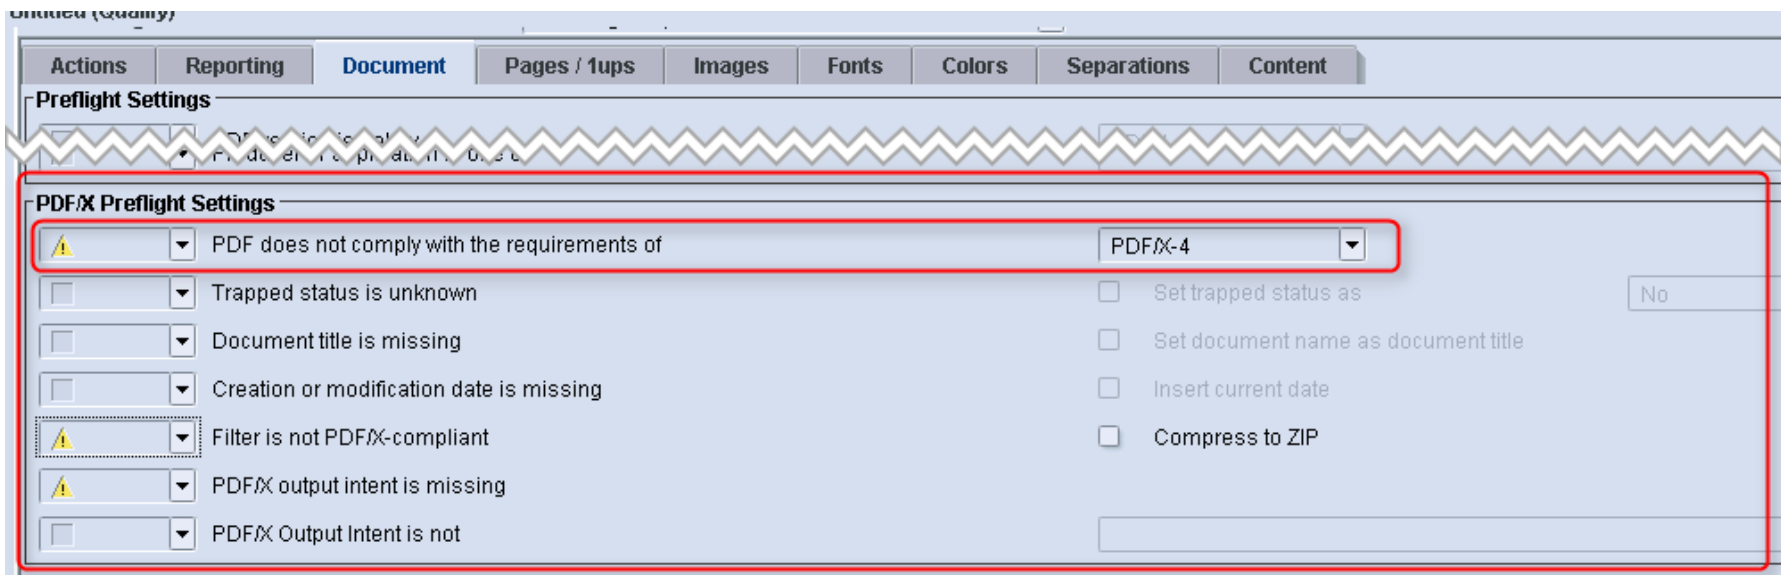 Untitled (Quality)
Actions Reporting Document Pages / 1ups Images Fonts Colors Separations Content
Preflight Settings
PDF/X Preflight Settings
PDF does not comply with the requirements of PDF/X-4
Trapped status is unknown Set trapped status as No
Document title is missing Set document name as document title
Creation or modification date is missing Insert current date
Filter is not PDF/X-compliant Compress to ZIP
PDF/X output intent is missing
PDF/X Output Intent is not